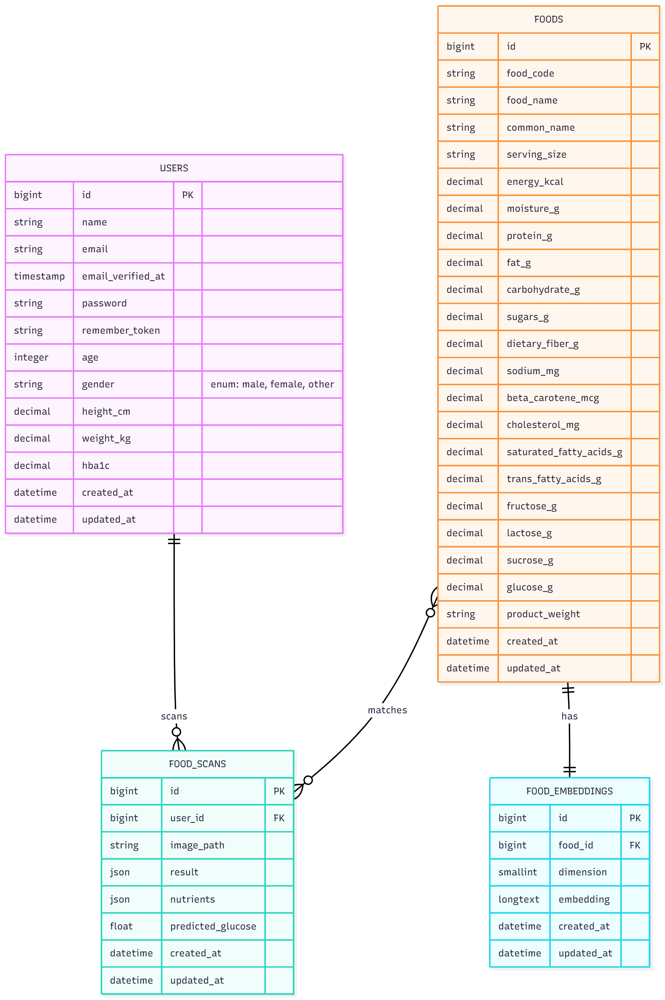 FOODS
bigint id PK
string food_code
string food_name
string common_name
string serving_size
decimal energy_kcal
decimal moisture_g
decimal protein_g
decimal fat_g
decimal carbohydrate_g
decimal sugars_g
decimal dietary_fiber_g
decimal sodium_mg
decimal beta_carotene_mcg
decimal cholesterol_mg
decimal saturated_fatty_acids_g
decimal trans_fatty_acids_g
decimal fructose_g
decimal lactose_g
decimal sucrose_g
decimal glucose_g
string product_weight
datetime created_at
datetime updated_at
USERS
bigint id PK
string name
string email
timestamp email_verified_at
string password
string remember_token
integer age
string gender enum: male, female, other
decimal height_cm
decimal weight_kg
decimal hba1c
datetime created_at
datetime updated_at
scans
matches
has
FOOD_SCANS
bigint id PK
bigint user_id FK
string image_path
json result
json nutrients
float predicted_glucose
datetime created_at
datetime updated_at
FOOD_EMBEDDINGS
bigint id PK
bigint food_id FK
smallint dimension
longtext embedding
datetime created_at
datetime updated_at